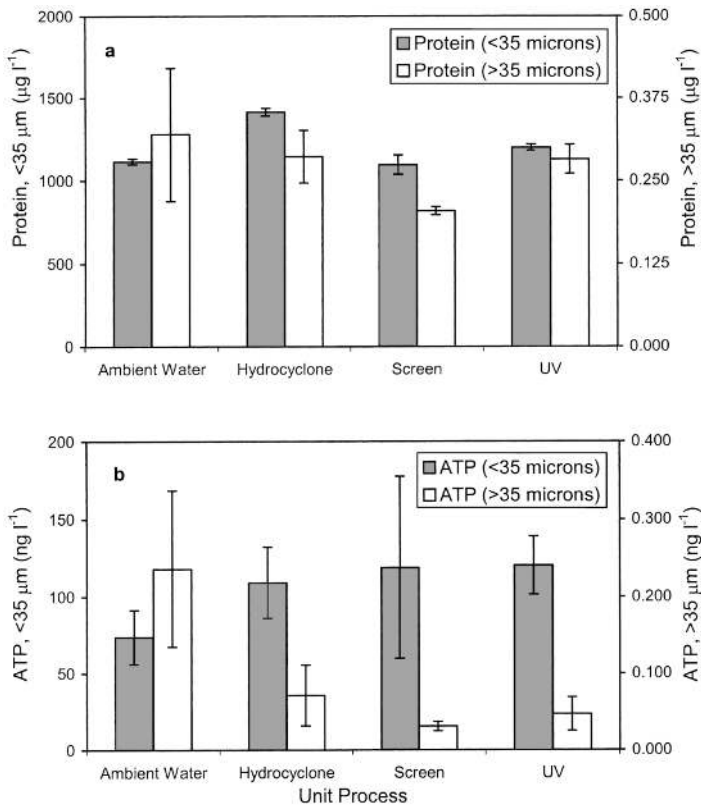 a
Protein (<35 microns)
Protein (>35 microns)
Protein, <35 μm (μg l⁻¹)
2000
1500
1000
500
0
Protein, >35 μm (μg l⁻¹)
0.500
0.375
0.250
0.125
0.000
Ambient Water Hydrocyclone Screen UV
b
ATP (<35 microns)
ATP (>35 microns)
ATP, <35 μm (ng l⁻¹)
200
150
100
50
0
ATP, >35 μm (ng l⁻¹)
0.400
0.300
0.200
0.100
0.000
Ambient Water Hydrocyclone Screen UV
Unit Process